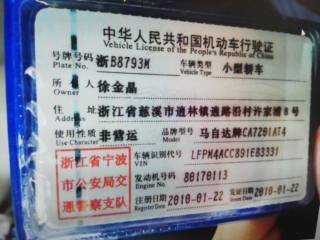 中华人民共和国机动车行驶证
Vehicle License of the People's Republic of China
号牌号码 浙B8793M 车辆类型 小型轿车
Plate No. Vehicle Type
所有人 徐金晶
Owner
住址 浙江省慈溪市逍林镇逍路沿村许家浦8号
Address
使用性质 非营运 品牌型号 马自达牌CA7201AT4
Use Character Model
浙江省宁波 车辆识别代号 LFPM4ACC891E83331
VIN
市公安局交 发动机号码 80170113
Engine No.
通警察支队 注册日期 2010-01-22 发证日期 2010-01-22
Register Date Issue Date